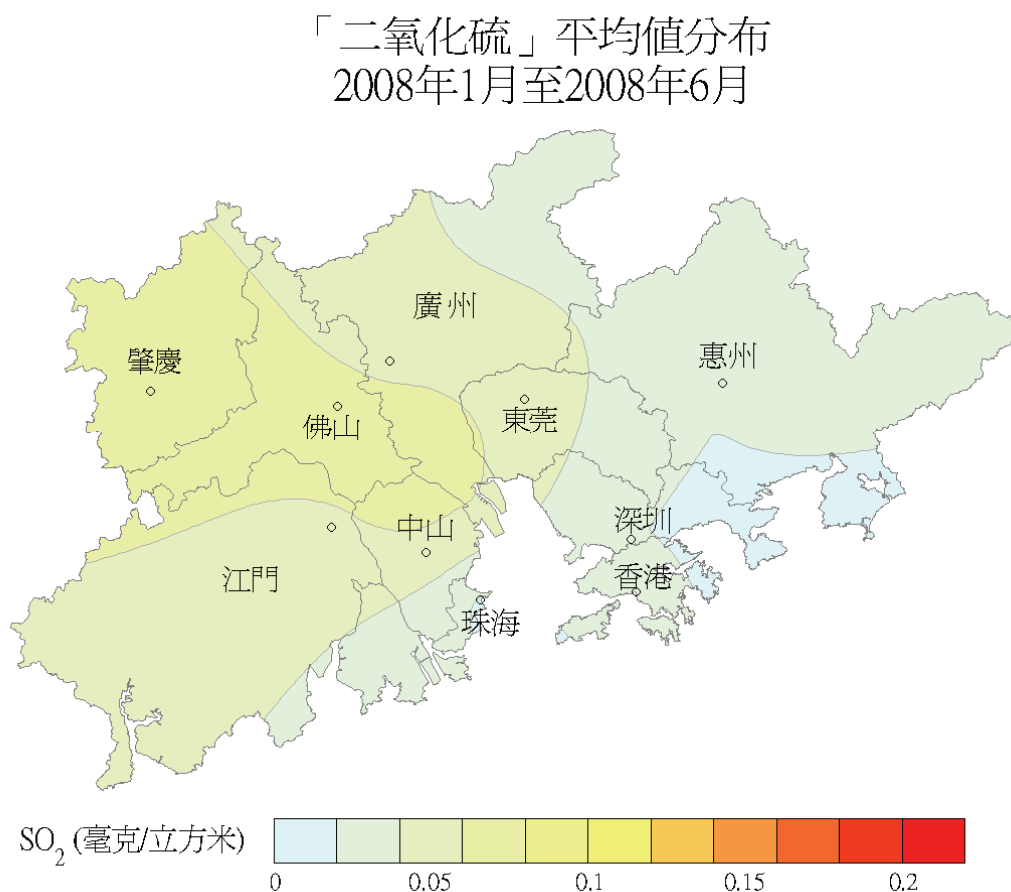 「二氧化硫」平均值分布
2008年1月至2008年6月
廣州
肇慶
惠州
佛山
東莞
中山
深圳
江門
香港
珠海
SO₂ (毫克/立方米)
0 0.05 0.1 0.15 0.2